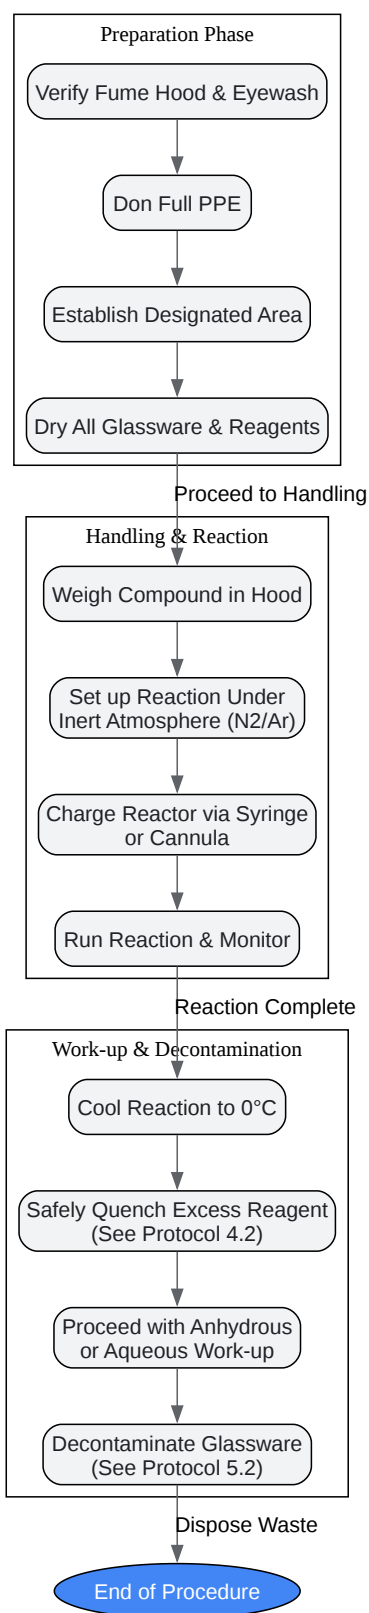 Preparation Phase
Verify Fume Hood & Eyewash
Don Full PPE
Establish Designated Area
Dry All Glassware & Reagents
Proceed to Handling
Handling & Reaction
Weigh Compound in Hood
Set up Reaction Under
Inert Atmosphere (N2/Ar)
Charge Reactor via Syringe
or Cannula
Run Reaction & Monitor
Reaction Complete
Work-up & Decontamination
Cool Reaction to 0°C
Safely Quench Excess Reagent
(See Protocol 4.2)
Proceed with Anhydrous
or Aqueous Work-up
Decontaminate Glassware
(See Protocol 5.2)
Dispose Waste
End of Procedure